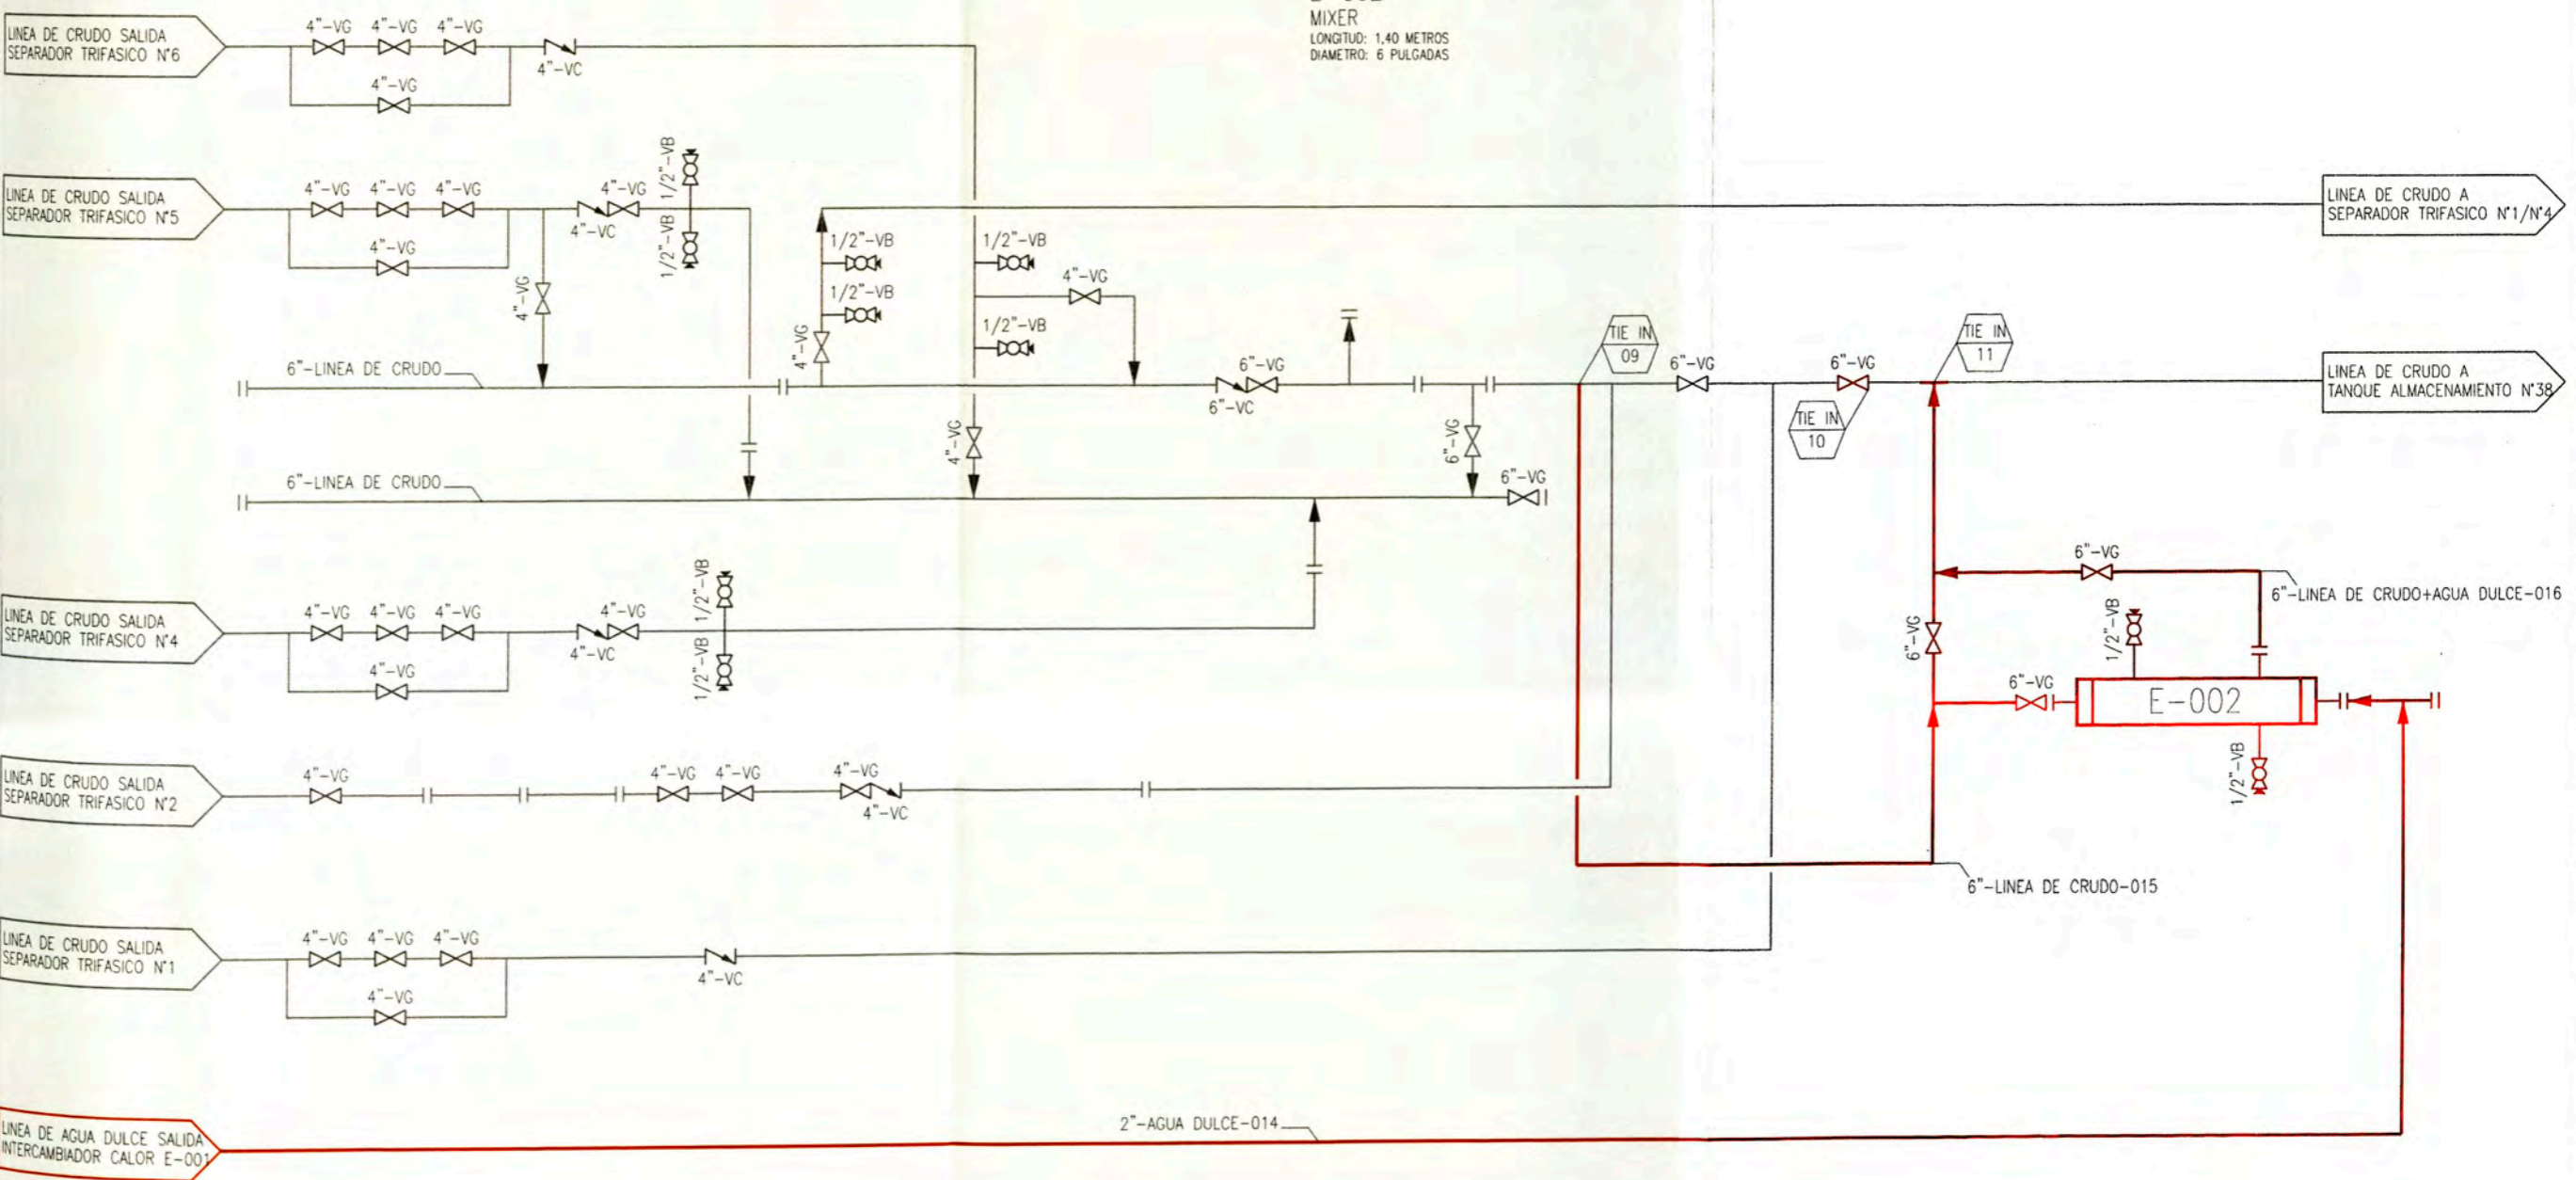 MIXER
LONGITUD: 1,40 METROS
DIAMETRO: 6 PULGADAS
LINEA DE CRUDO SALIDA
SEPARADOR TRIFASICO N°6
4"-VG
4"-VG
4"-VG
4"-VG
4"-VC
LINEA DE CRUDO SALIDA
SEPARADOR TRIFASICO N°5
4"-VG
4"-VG
4"-VG
4"-VG
4"-VG
4"-VC
4"-VG
1/2"-VB
1/2"-VB
LINEA DE CRUDO A
SEPARADOR TRIFASICO N°1/N°4
1/2"-VB
1/2"-VB
4"-VG
1/2"-VB
1/2"-VB
4"-VG
6"-LINEA DE CRUDO
6"-VG
6"-VC
TIE IN
09
6"-VG
6"-VG
TIE IN
10
TIE IN
11
LINEA DE CRUDO A
TANQUE ALMACENAMIENTO N°38
4"-VG
6"-VG
6"-LINEA DE CRUDO
6"-VG
LINEA DE CRUDO SALIDA
SEPARADOR TRIFASICO N°4
4"-VG
4"-VG
4"-VG
4"-VG
4"-VC
4"-VG
1/2"-VB
1/2"-VB
6"-VG
6"-LINEA DE CRUDO+AGUA DULCE-016
1/2"-VB
6"-VG
6"-VG
E-002
1/2"-VB
LINEA DE CRUDO SALIDA
SEPARADOR TRIFASICO N°2
4"-VG
4"-VG
4"-VG
4"-VG
4"-VC
6"-LINEA DE CRUDO-015
LINEA DE CRUDO SALIDA
SEPARADOR TRIFASICO N°1
4"-VG
4"-VG
4"-VG
4"-VG
4"-VC
2"-AGUA DULCE-014
LINEA DE AGUA DULCE SALIDA
INTERCAMBIADOR CALOR E-001